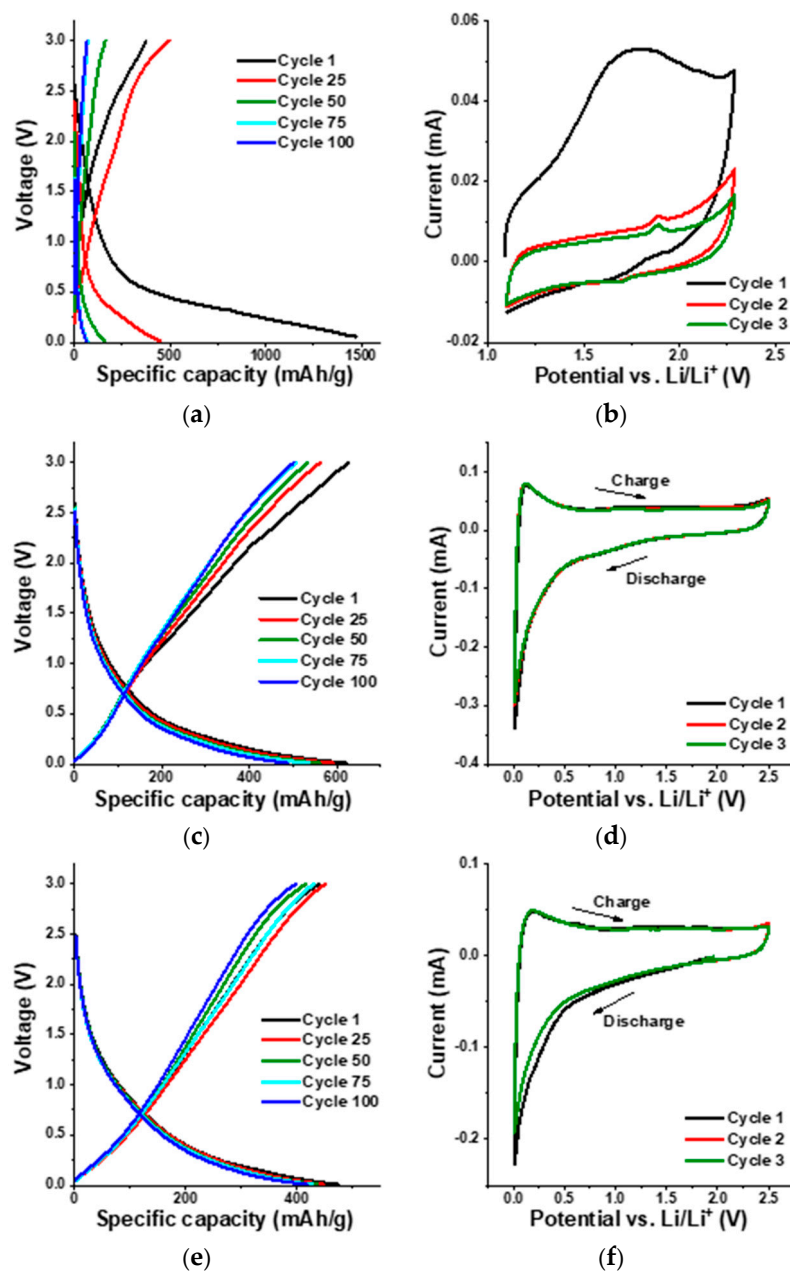 3.0
2.5
2.0
1.5
1.0
0.5
0.0
Voltage (V)
Cycle 1
Cycle 25
Cycle 50
Cycle 75
Cycle 100
0 500 1000 1500
Specific capacity (mAh/g)
(a)
0.06
0.04
0.02
0.00
-0.02
Current (mA)
Cycle 1
Cycle 2
Cycle 3
1.0 1.5 2.0 2.5
Potential vs. Li/Li⁺ (V)
(b)
3.0
2.5
2.0
1.5
1.0
0.5
0.0
Voltage (V)
Cycle 1
Cycle 25
Cycle 50
Cycle 75
Cycle 100
0 200 400 600
Specific capacity (mAh/g)
(c)
0.1
0.0
-0.1
-0.2
-0.3
-0.4
Current (mA)
Charge
Discharge
Cycle 1
Cycle 2
Cycle 3
0.0 0.5 1.0 1.5 2.0 2.5
Potential vs. Li/Li⁺ (V)
(d)
3.0
2.5
2.0
1.5
1.0
0.5
0.0
Voltage (V)
Cycle 1
Cycle 25
Cycle 50
Cycle 75
Cycle 100
0 200 400
Specific capacity (mAh/g)
(e)
0.1
0.0
-0.1
-0.2
Current (mA)
Charge
Discharge
Cycle 1
Cycle 2
Cycle 3
0.0 0.5 1.0 1.5 2.0 2.5
Potential vs. Li/Li⁺ (V)
(f)